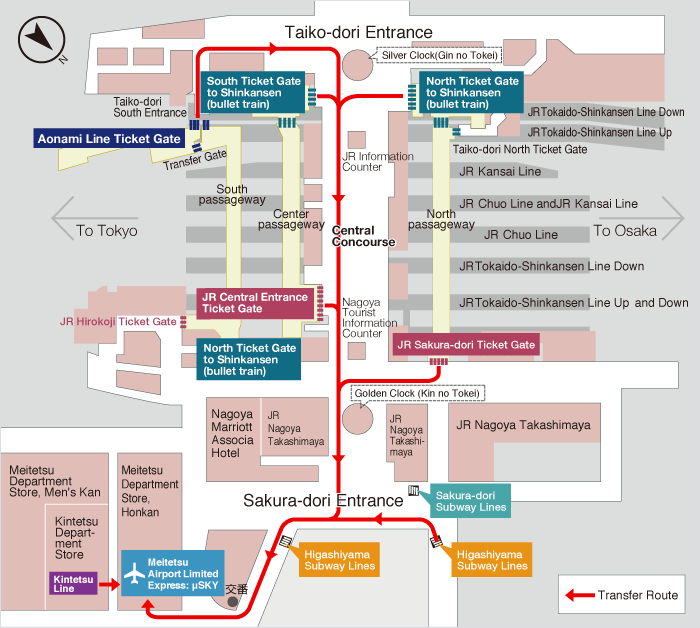 Taiko-dori Entrance
N
Silver Clock(Gin no Tokei)
South Ticket Gate
to Shinkansen
(bullet train)
North Ticket Gate
to Shinkansen
(bullet train)
Taiko-dori
South Entrance
JRTokaido-Shinkansen Line Down
Aonami Line Ticket Gate
JRTokaido-Shinkansen Line Up
Transfer Gate
Taiko-dori North Ticket Gate
JR Information
Counter
JR Kansai Line
South
passageway
Center
passageway
North
passageway
JR Chuo Line andJR Kansai Line
To Tokyo
Central
Concourse
JR Chuo Line
To Osaka
JRTokaido-Shinkansen Line Down
JR Central Entrance
Ticket Gate
Nagoya
Tourist
Information
Counter
JRTokaido-Shinkansen Line Up and Down
JR Hirokoji Ticket Gate
JR Sakura-dori Ticket Gate
North Ticket Gate
to Shinkansen
(bullet train)
Golden Clock (Kin no Tokei)
Nagoya
Marriott
Associa
Hotel
JR
Nagoya
Takashimaya
JR
Nagoya
Takashi-
maya
JR Nagoya Takashimaya
Meitetsu
Department
Store, Men's Kan
Meitetsu
Department
Store,
Honkan
Sakura-dori Entrance
Sakura-dori
Subway Lines
Kintetsu
Depart-
ment
Store
Higashiyama
Subway Lines
Higashiyama
Subway Lines
Kintetsu
Line
Meitetsu
Airport Limited
Express: μSKY
交番
Transfer Route